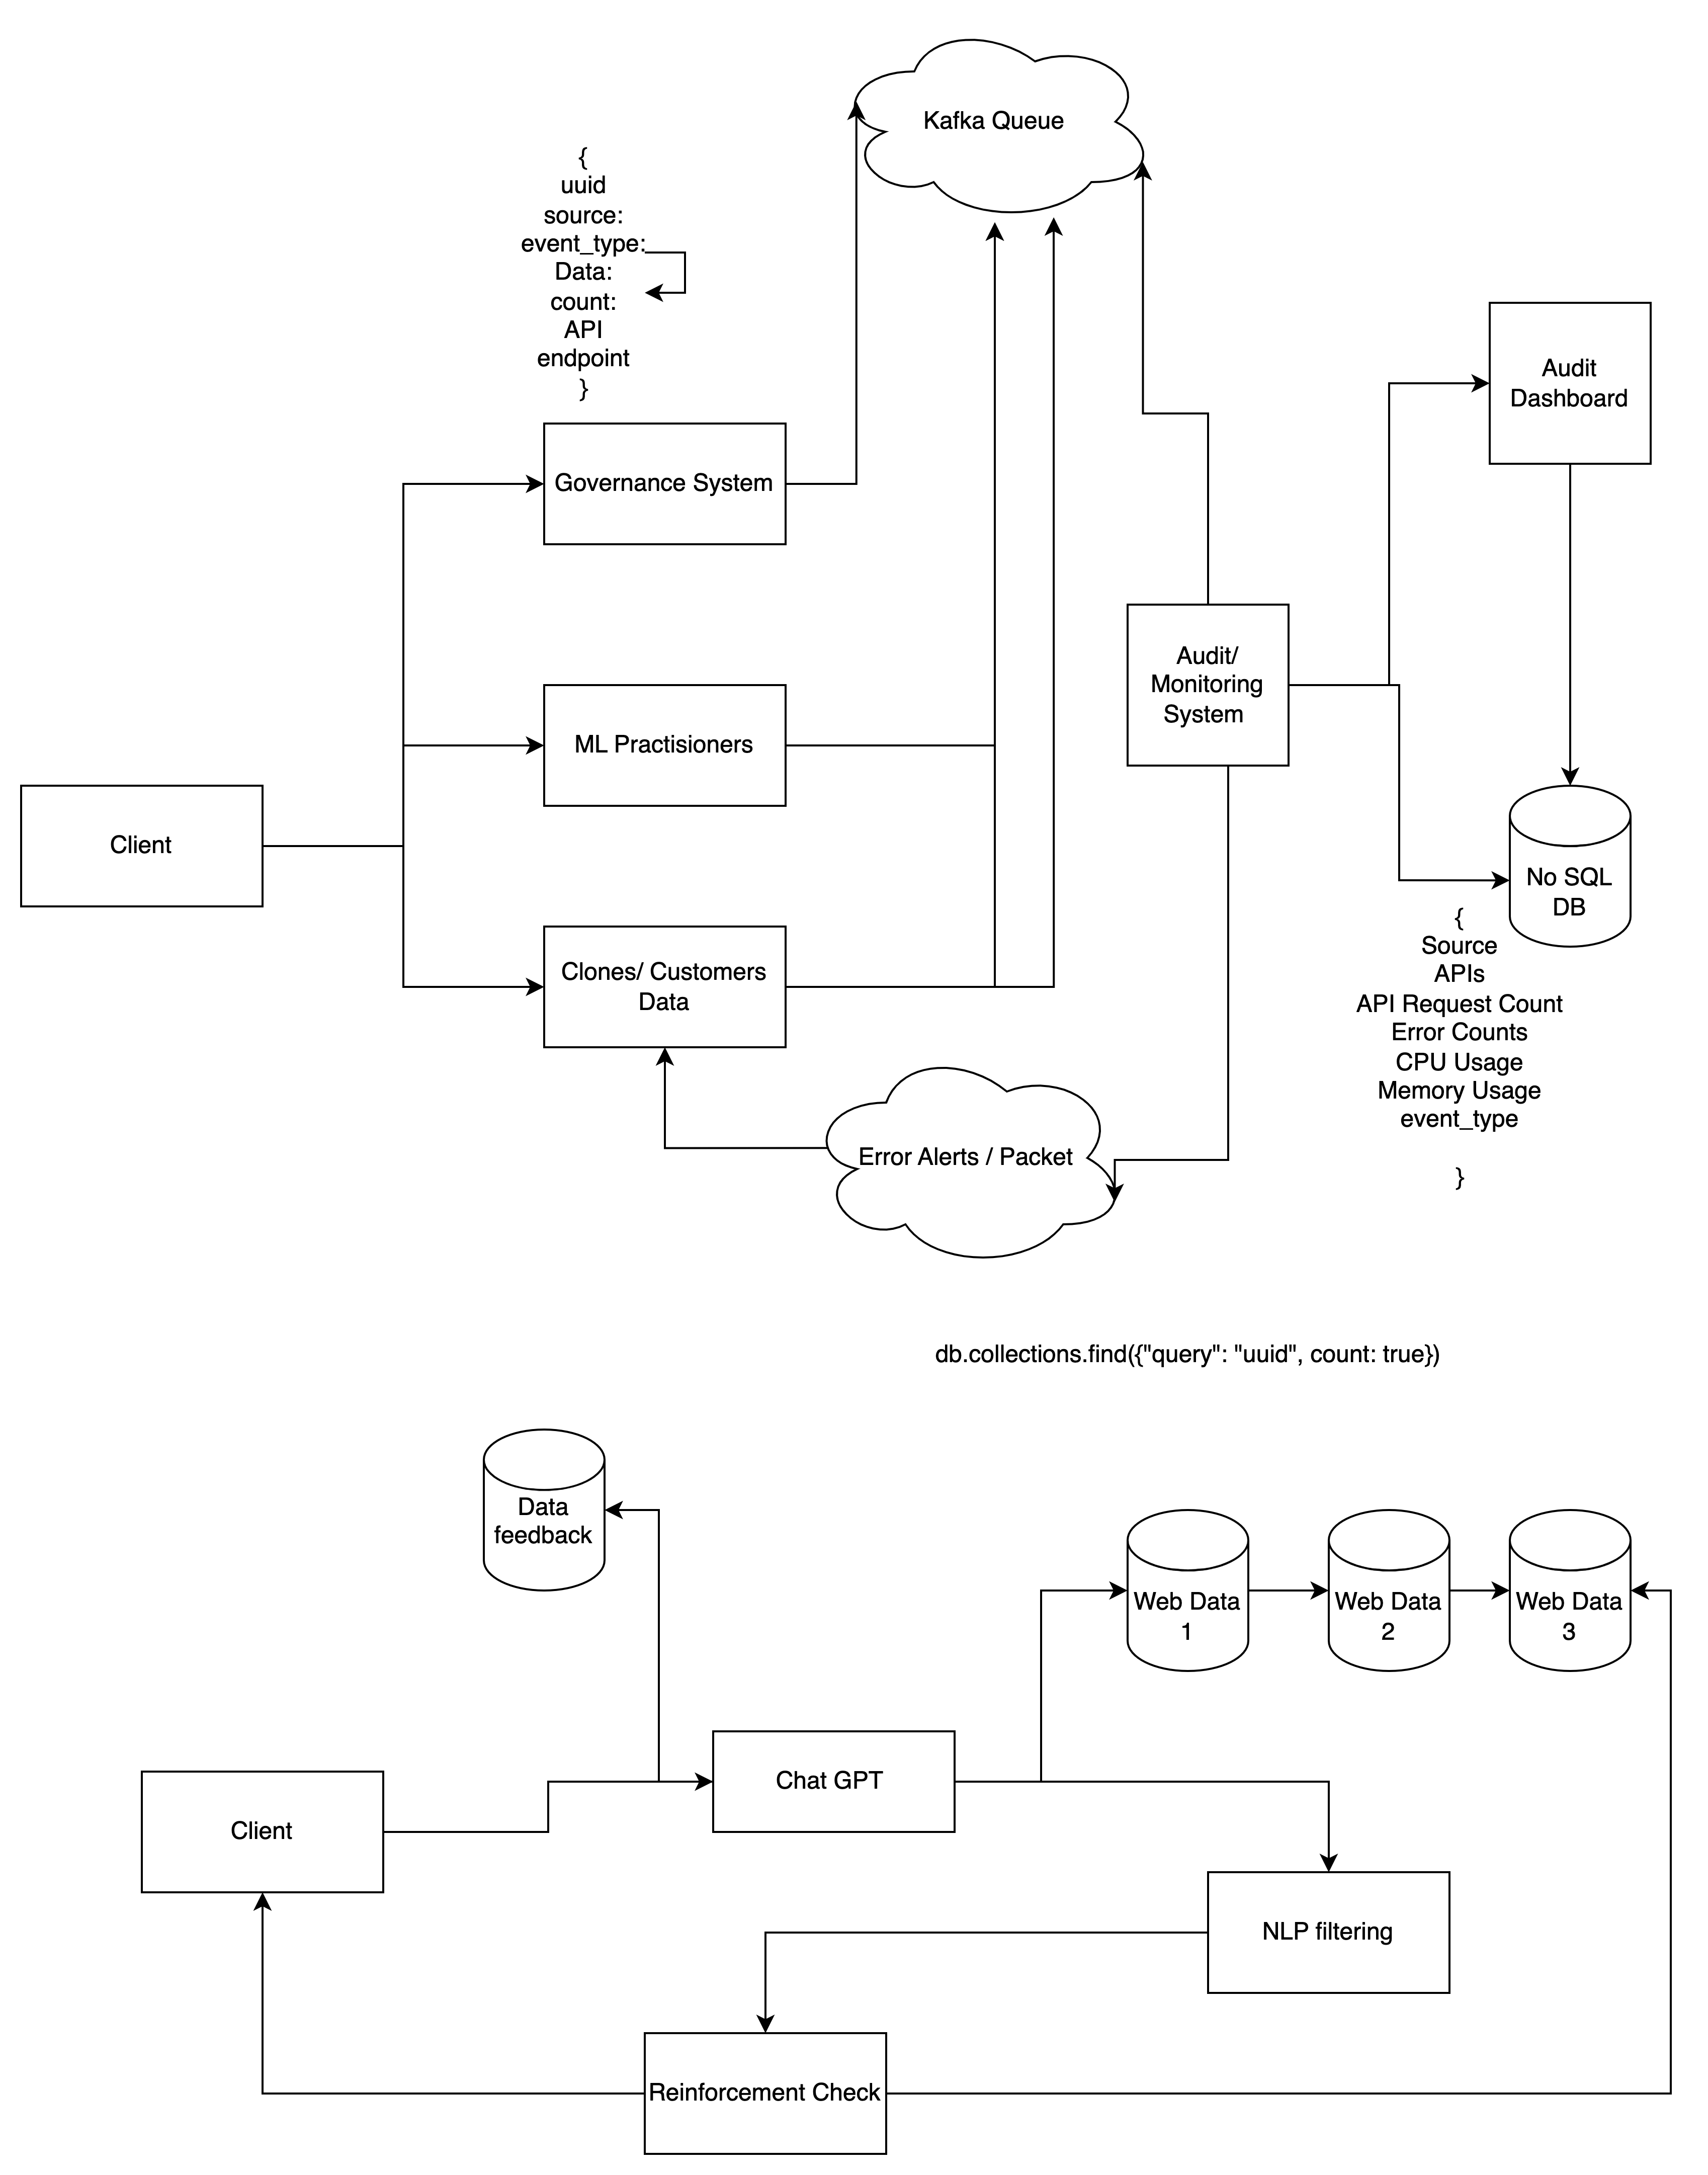 Kafka Queue
{
uuid
source:
event_type:
Data:
count:
API
endpoint
}
Audit
Dashboard
Governance System
Audit/
Monitoring
System
ML Practisioners
Client
No SQL
DB
{
Source
APIs
API Request Count
Error Counts
CPU Usage
Memory Usage
event_type
}
Clones/ Customers
Data
Error Alerts / Packet
db.collections.find({"query": "uuid", count: true})
Data
feedback
Web Data
1
Web Data
2
Web Data
3
Chat GPT
Client
NLP filtering
Reinforcement Check